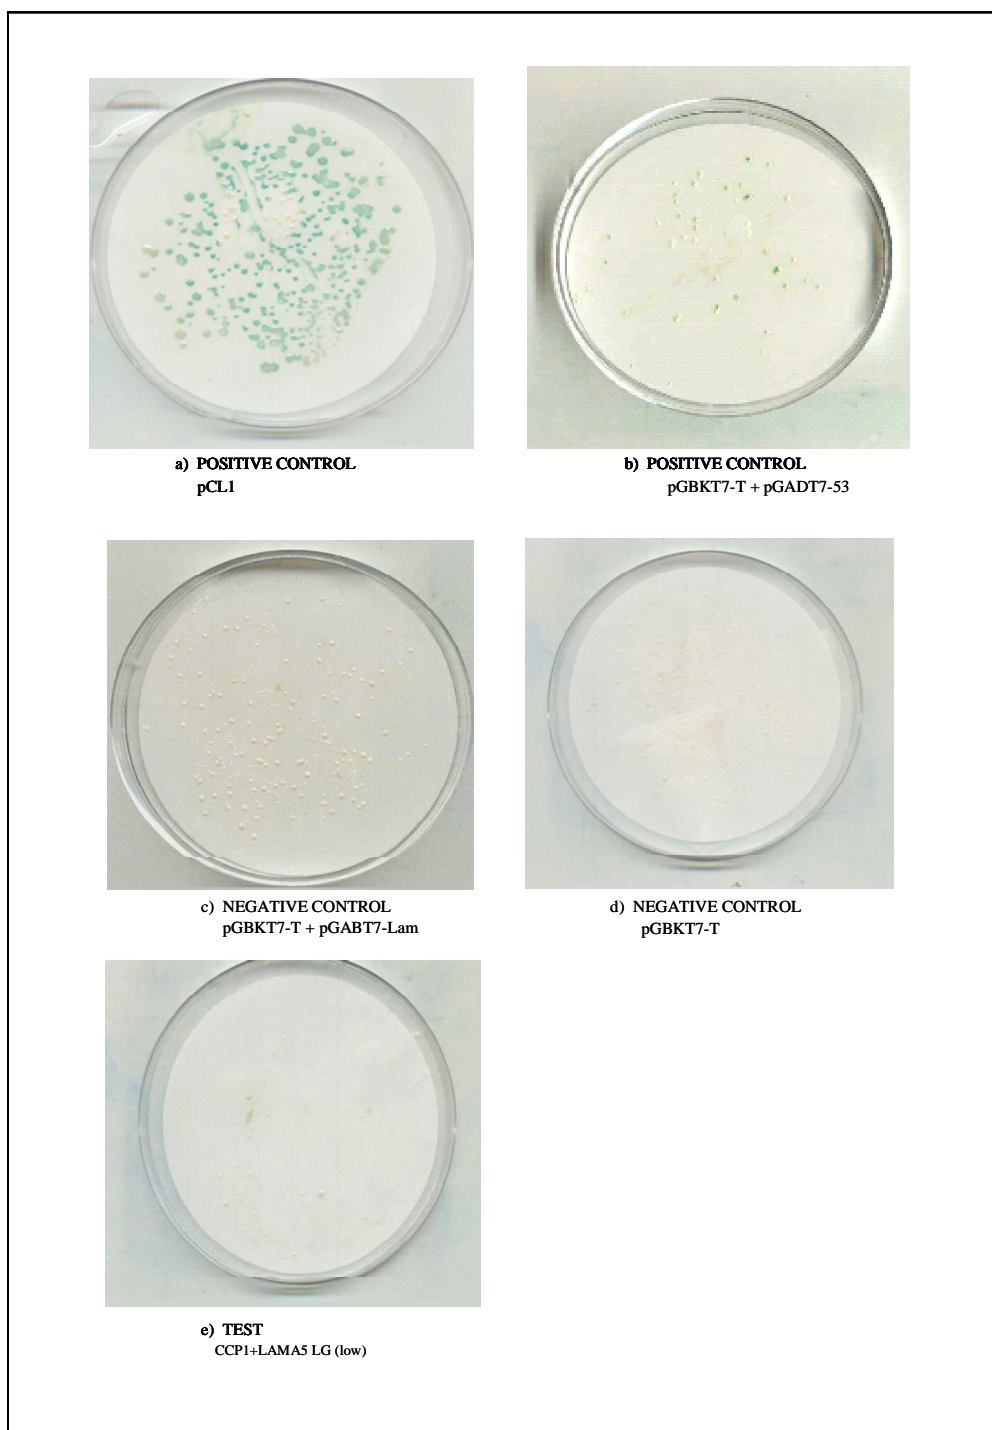 a) POSITIVE CONTROL
pCL1
b) POSITIVE CONTROL
pGBKT7-T + pGADT7-53
c) NEGATIVE CONTROL
pGBKT7-T + pGABT7-Lam
d) NEGATIVE CONTROL
pGBKT7-T
e) TEST
CCP1+LAMA5 LG (low)